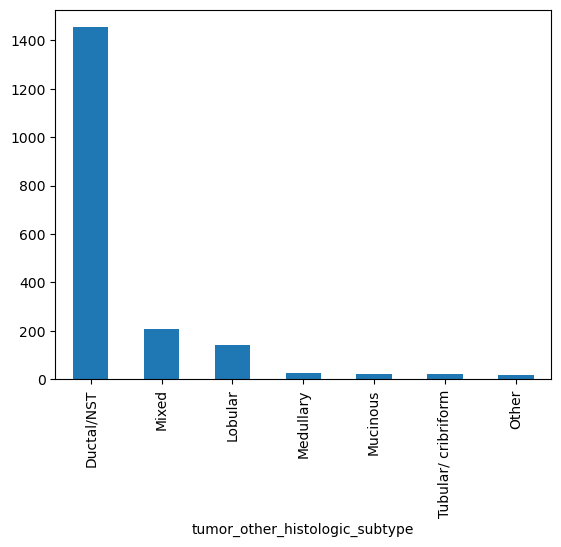 1400
1200
1000
800
600
400
200
0
Ductal/NST
Mixed
Lobular
Medullary
Mucinous
Tubular/ cribriform
Other
tumor_other_histologic_subtype